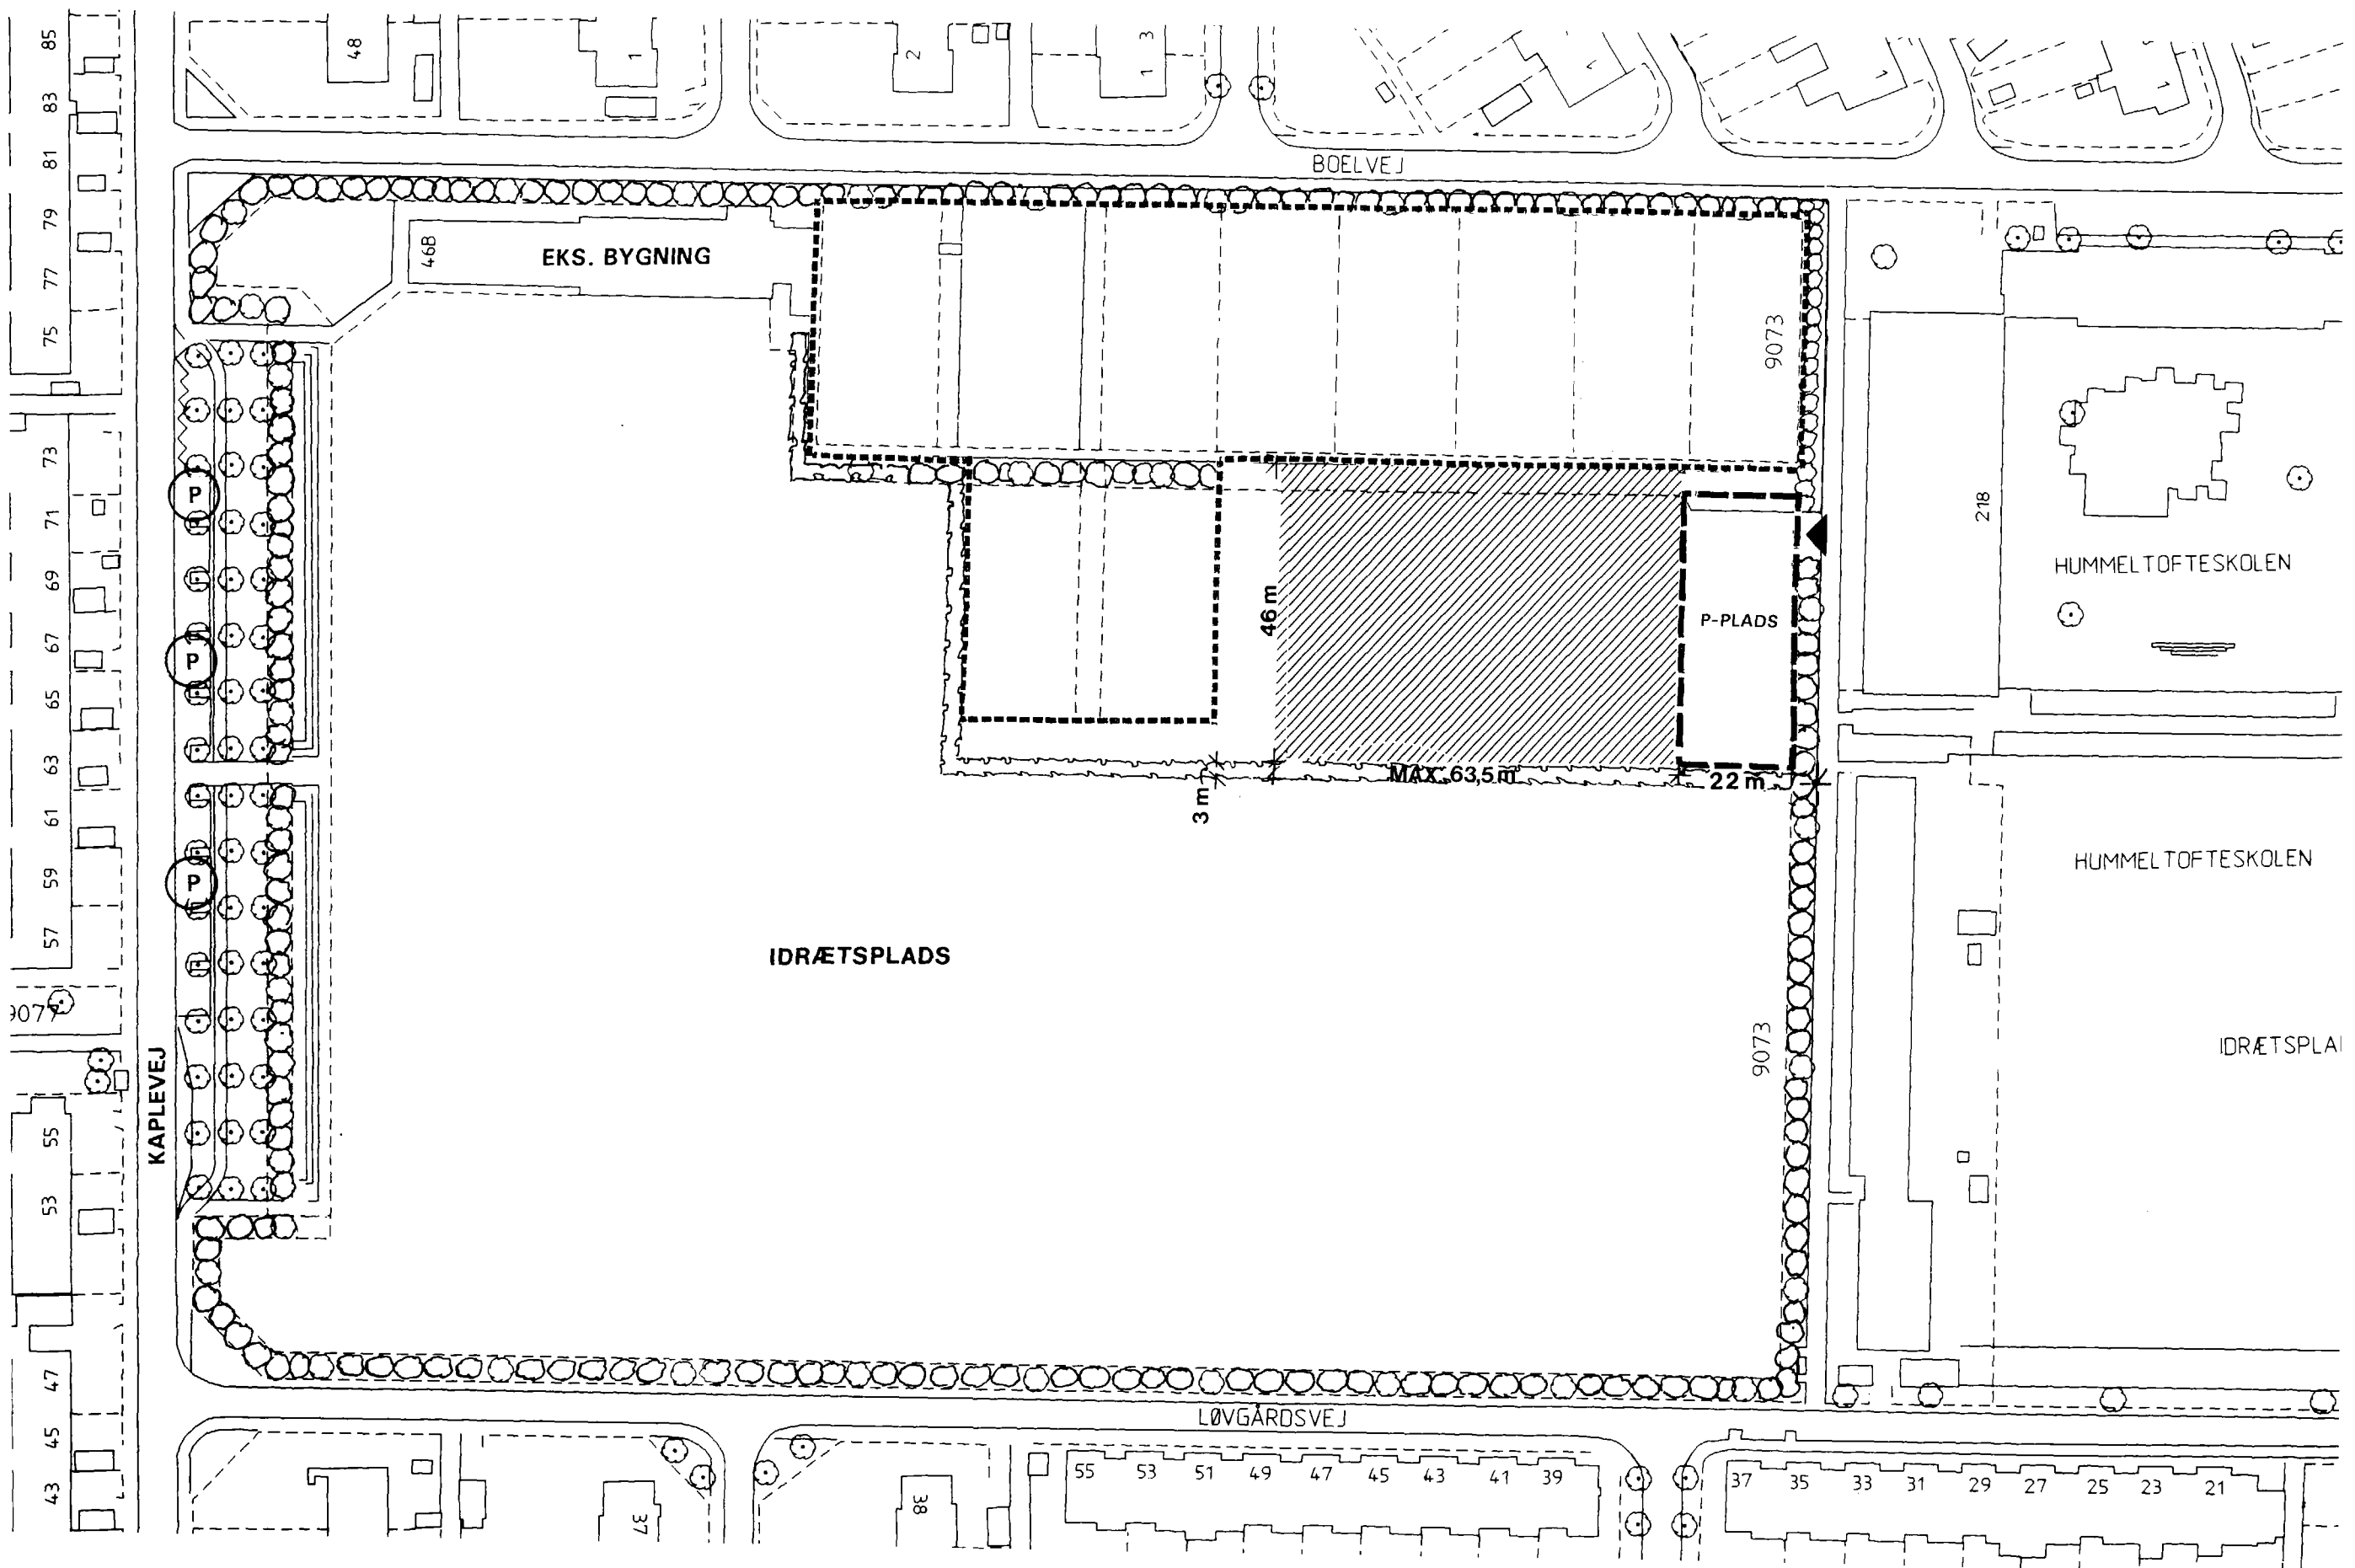 85
83
81
79
77
75
73
71
69
67
65
63
61
59
57
9077
55
53
47
45
43
48
1
2
3
1
BOELVEJ
46B
EKS. BYGNING
9073
218
HUMMELTOFTESKOLEN
P
P
P
46 m
P-PLADS
MAX. 63,5 m
22 m
3 m
HUMMELTOFTESKOLEN
IDRÆTSPLADS
9073
IDRÆTSPLA
KAPLEVEJ
LØVGÅRDSVEJ
37
38
55 53 51 49 47 45 43 41 39
37 35 33 31 29 27 25 23 21